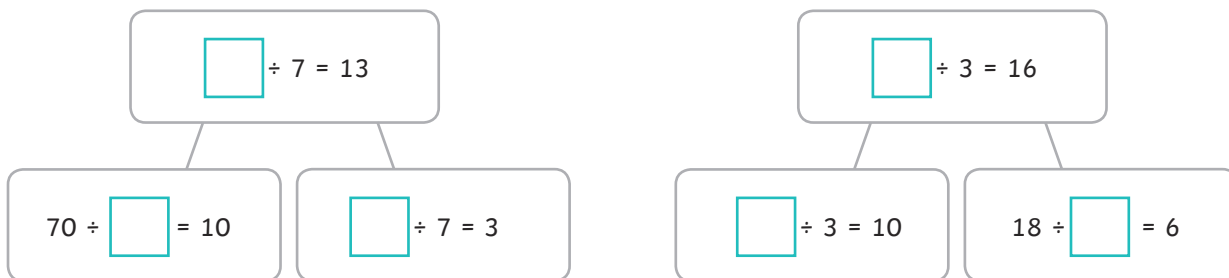 ÷ 7 = 13
÷ 3 = 16
70 ÷ = 10
÷ 7 = 3
÷ 3 = 10
18 ÷ = 6